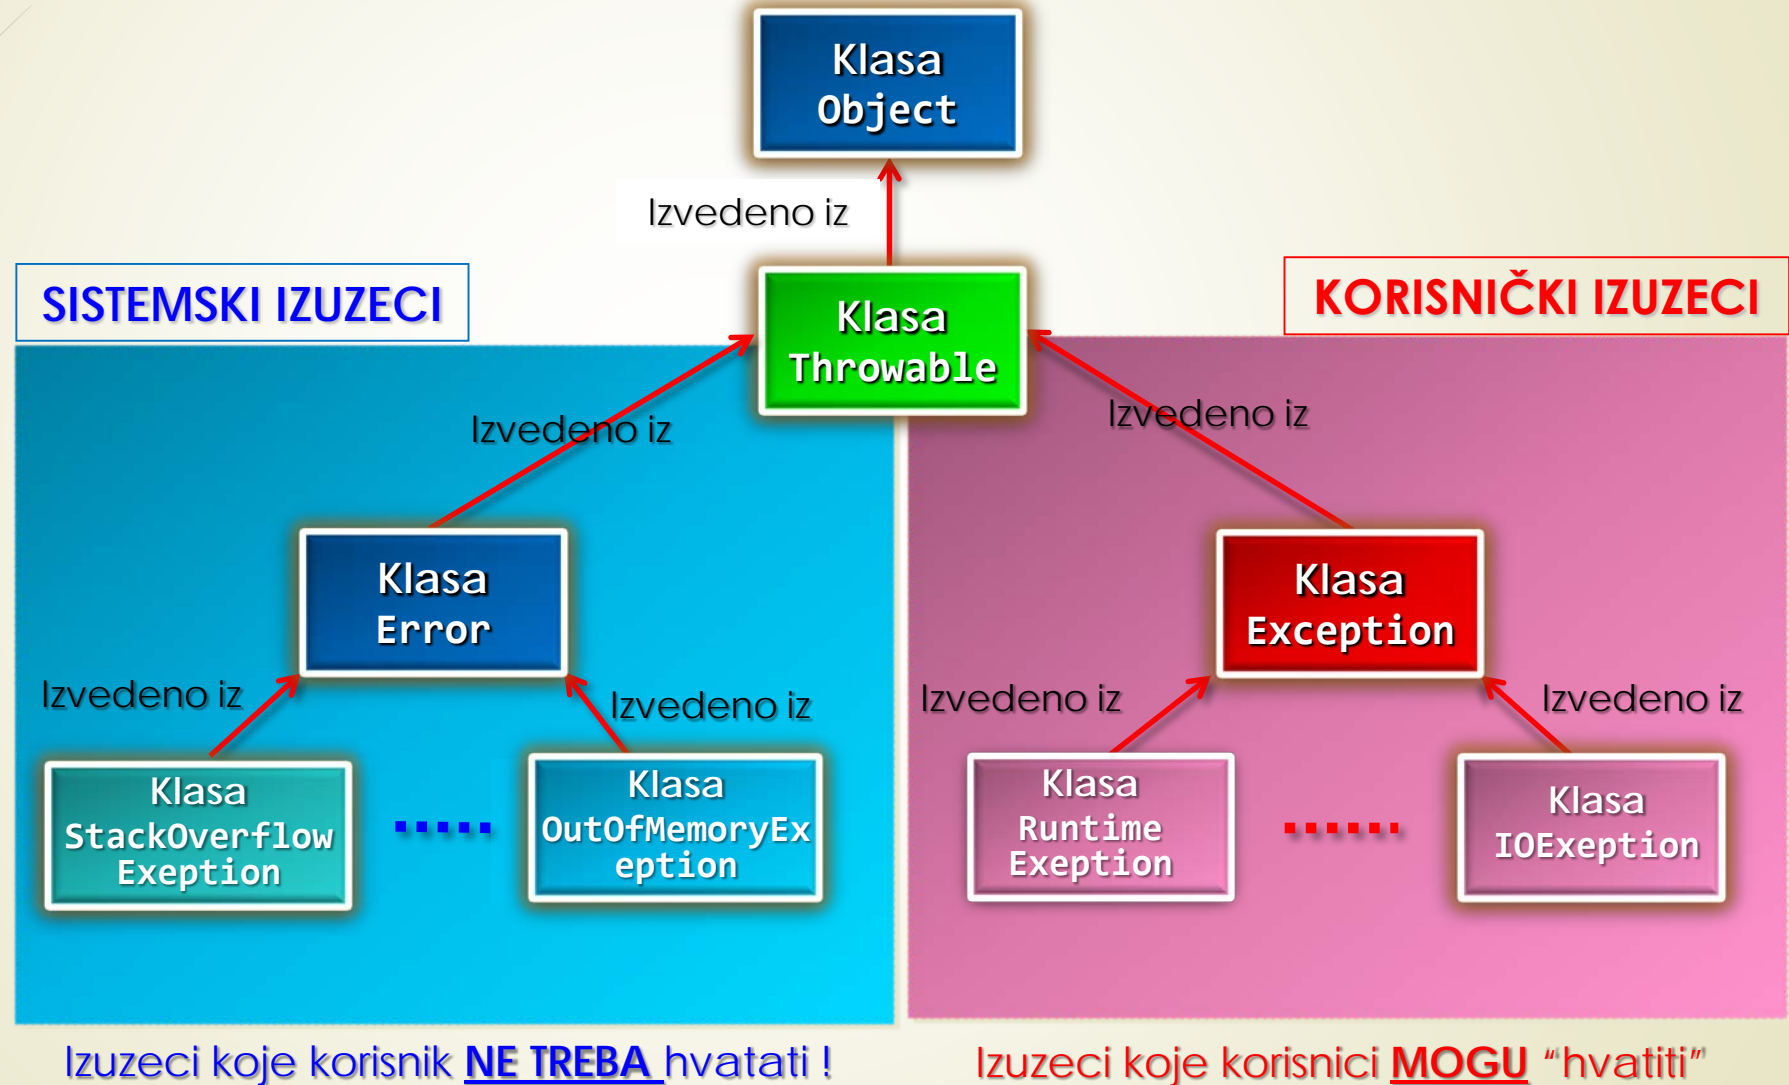 Klasa
Object
Izvedeno iz
SISTEMSKI IZUZECI
Klasa
Throwable
KORISNIČKI IZUZECI
Izvedeno iz
Izvedeno iz
Klasa
Error
Klasa
Exception
Izvedeno iz
Izvedeno iz
Izvedeno iz
Izvedeno iz
Klasa
StackOverflow
Exeption
Klasa
OutOfMemoryEx
eption
Klasa
Runtime
Exeption
Klasa
IOExeption
Izuzeci koje korisnik NE TREBA hvatati !
Izuzeci koje korisnici MOGU “hvatiti”